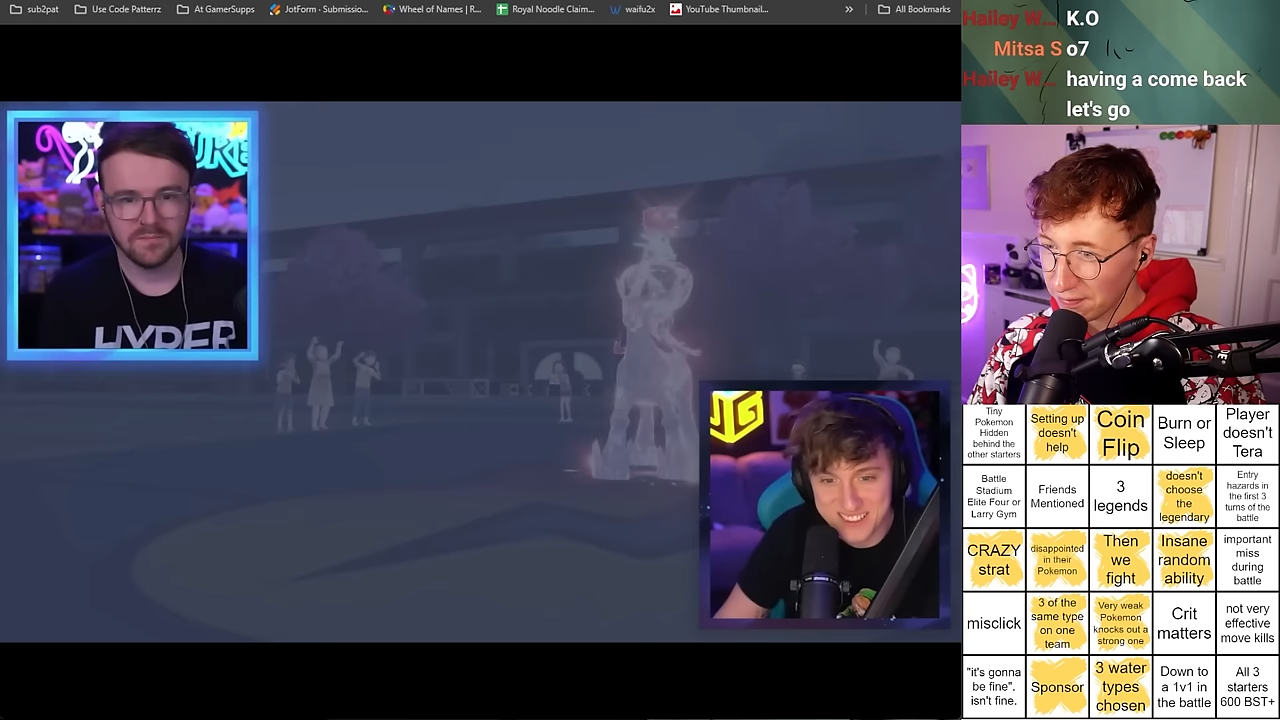 sub2pat
Use Code Patterrz
At GamerSupps
JotForm · Submissio...
Wheel of Names | R...
Royal Noodle Claim...
waifu2x
YouTube Thumbnail...
»
All Bookmarks
Hailey W... K.O
Mitsa S o7
Hailey W... having a come back
let's go
HYPER
JG
Tiny
Pokemon
Hidden
behind the
other starters
Setting up
doesn't
help
Coin
Flip
Burn or
Sleep
Player
doesn't
Tera
Battle
Stadium
Elite Four or
Larry Gym
Friends
Mentioned
3
legends
doesn't
choose
the
legendary
Entry
hazards in
the first 3
turns of the
battle
CRAZY
strat
disappointed
in their
Pokemon
Then
we
fight
Insane
random
ability
important
miss
during
battle
misclick
3 of the
same type
on one
team
Very weak
Pokemon
knocks out a
strong one
Crit
matters
not very
effective
move kills
"it's gonna
be fine".
isn't fine.
Sponsor
3 water
types
chosen
Down to
a 1v1 in
the battle
All 3
starters
600 BST+